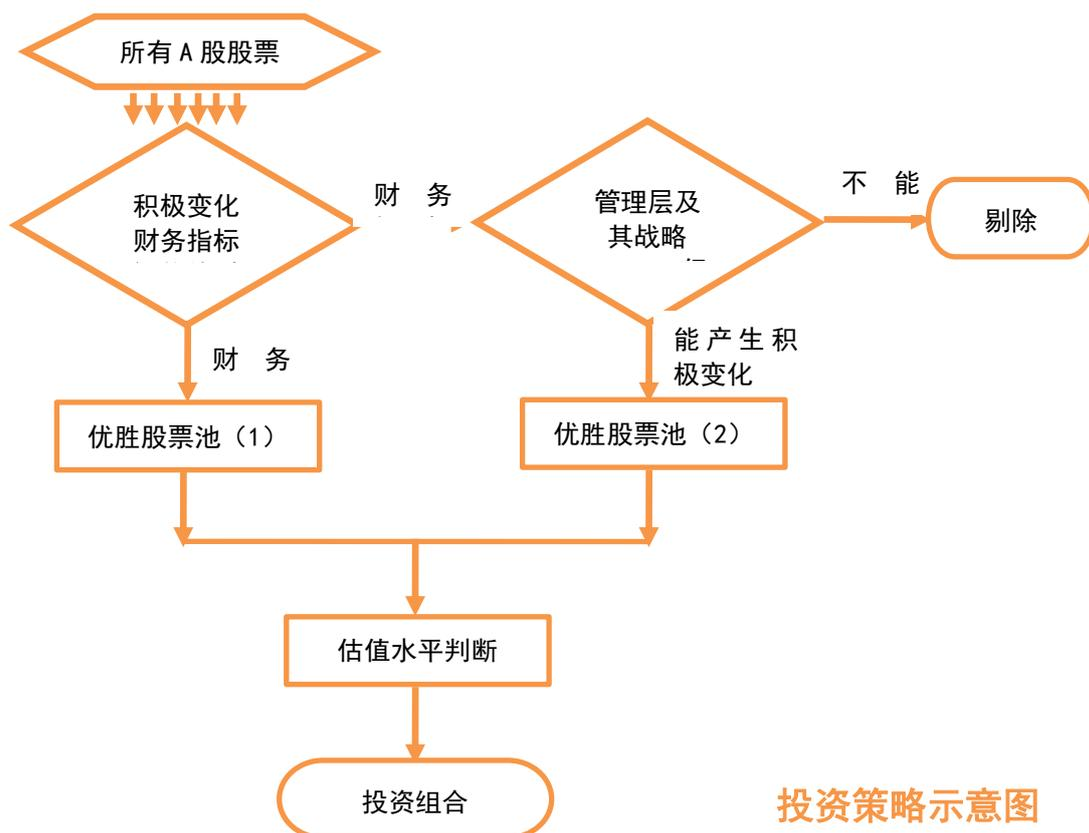 所有 A 股股票
积极变化
财务指标
财 务
管理层及
其战略
不 能
剔除
财 务
能产生积
极变化
优胜股票池（1）
优胜股票池（2）
估值水平判断
投资组合
投资策略示意图